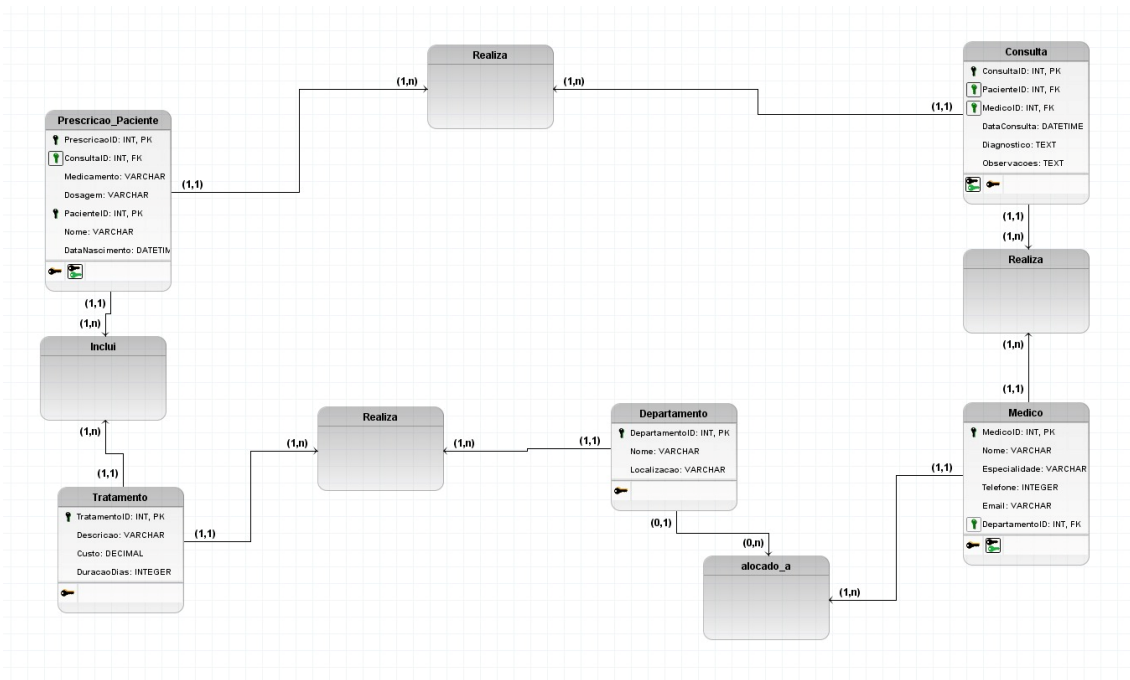 Realiza
(1,n)
(1,n)
Consulta
ConsultaID: INT, PK
PacienteID: INT, FK
MedicoID: INT, FK
DataConsulta: DATETIME
Diagnostico: TEXT
Observacoes: TEXT
(1,1)
Prescricao_Paciente
PrescricaoID: INT, PK
ConsultaID: INT, FK
Medicamento: VARCHAR
Dosagem: VARCHAR
PacienteID: INT, PK
Nome: VARCHAR
DataNascimento: DATETIM
(1,1)
(1,1)
(1,n)
Realiza
(1,n)
(1,1)
(1,1)
(1,n)
Inclui
(1,n)
(1,1)
Realiza
(1,n)
(1,n)
Departamento
DepartamentoID: INT, PK
Nome: VARCHAR
Localizacao: VARCHAR
(1,1)
(0,1)
(0,n)
Medico
MedicoID: INT, PK
Nome: VARCHAR
Especialidade: VARCHAR
Telefone: INTEGER
Email: VARCHAR
DepartamentoID: INT, FK
(1,1)
Tratamento
TratamentoID: INT, PK
Descricao: VARCHAR
Custo: DECIMAL
DuracaoDias: INTEGER
(1,1)
alocado_a
(1,n)